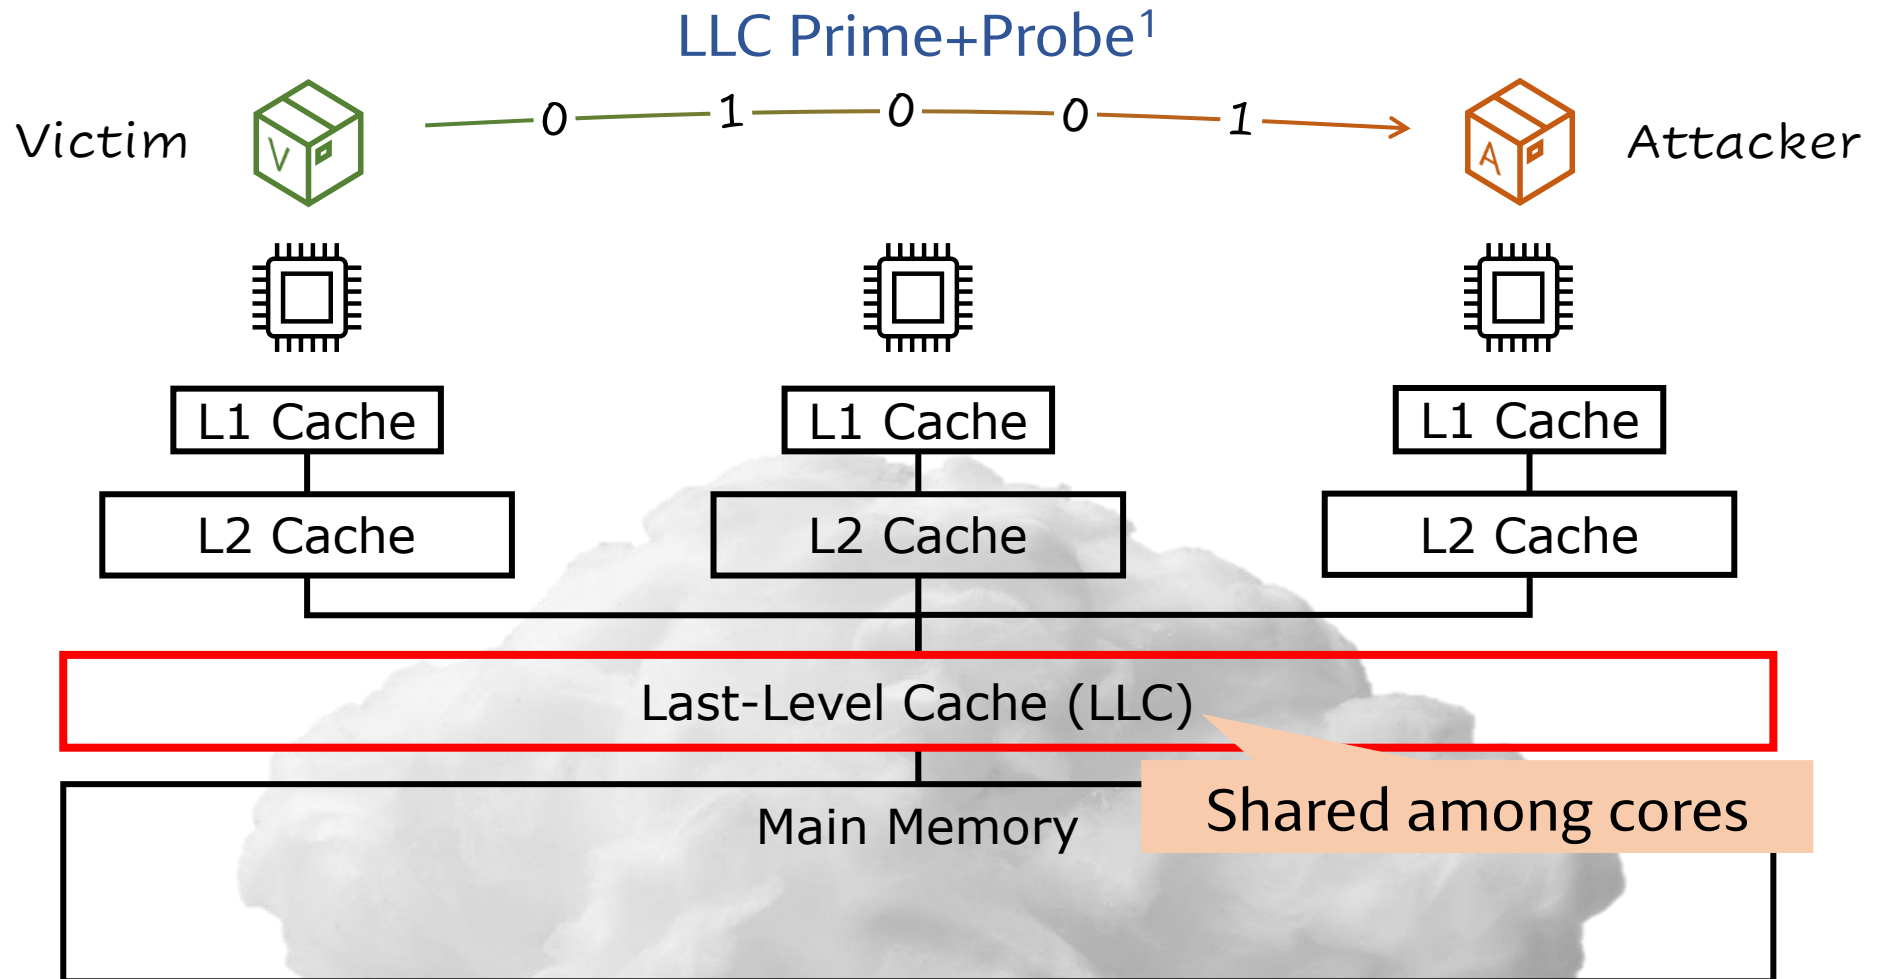 LLC Prime+Probe¹
Victim
V
0 1 0 0 1
A
Attacker
L1 Cache
L1 Cache
L1 Cache
L2 Cache
L2 Cache
L2 Cache
Last-Level Cache (LLC)
Shared among cores
Main Memory